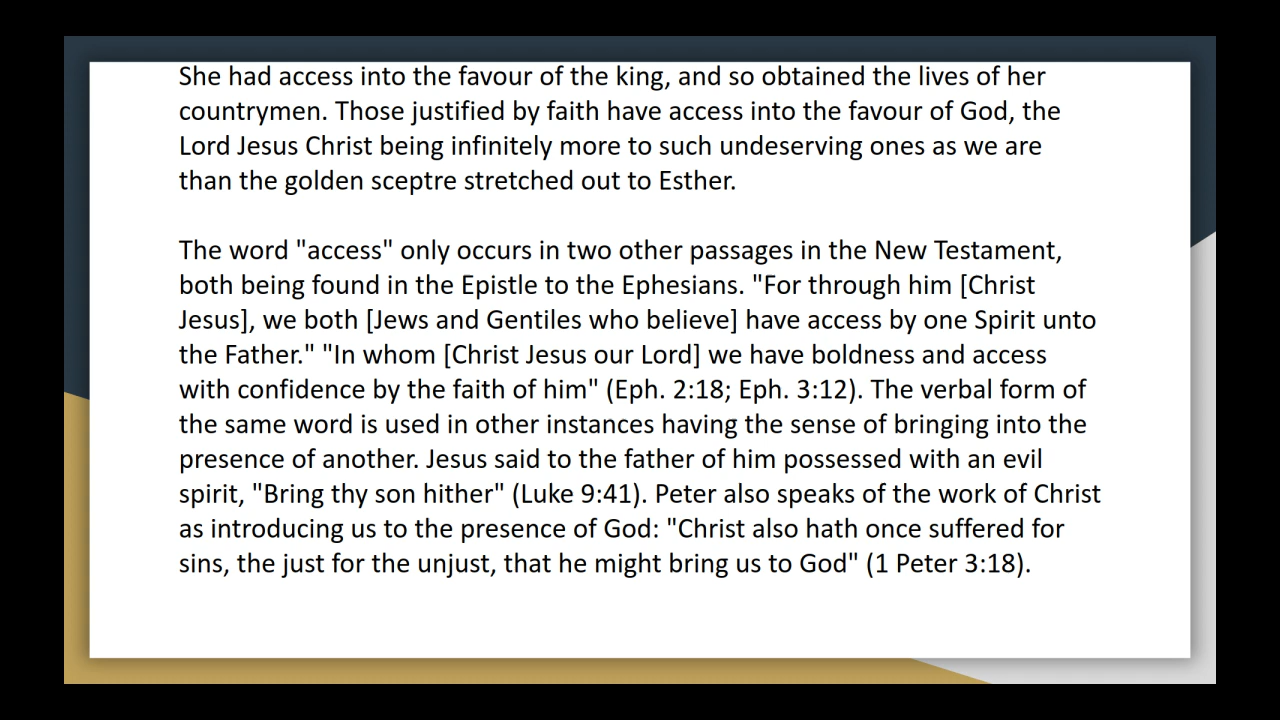 She had access into the favour of the king, and so obtained the lives of her
countrymen. Those justified by faith have access into the favour of God, the
Lord Jesus Christ being infinitely more to such undeserving ones as we are
than the golden sceptre stretched out to Esther.
The word "access" only occurs in two other passages in the New Testament,
both being found in the Epistle to the Ephesians. "For through him [Christ
Jesus], we both [Jews and Gentiles who believe] have access by one Spirit unto
the Father." "In whom [Christ Jesus our Lord] we have boldness and access
with confidence by the faith of him" (Eph. 2:18; Eph. 3:12). The verbal form of
the same word is used in other instances having the sense of bringing into the
presence of another. Jesus said to the father of him possessed with an evil
spirit, "Bring thy son hither" (Luke 9:41). Peter also speaks of the work of Christ
as introducing us to the presence of God: "Christ also hath once suffered for
sins, the just for the unjust, that he might bring us to God" (1 Peter 3:18).